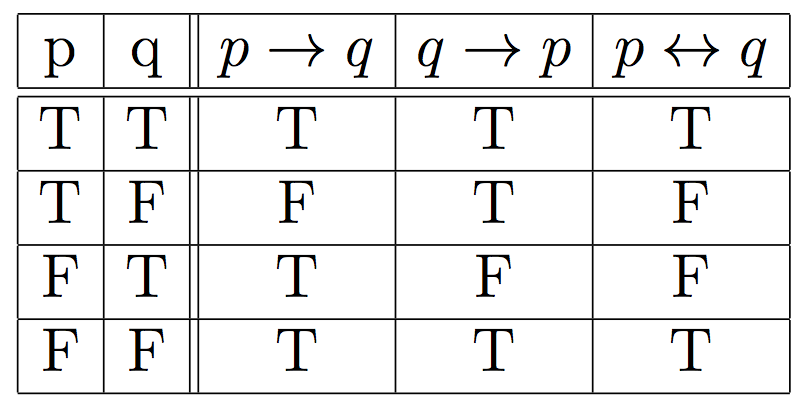 p q p → q q → p p ↔ q
T T T T T
T F F T F
F T T F F
F F T T T